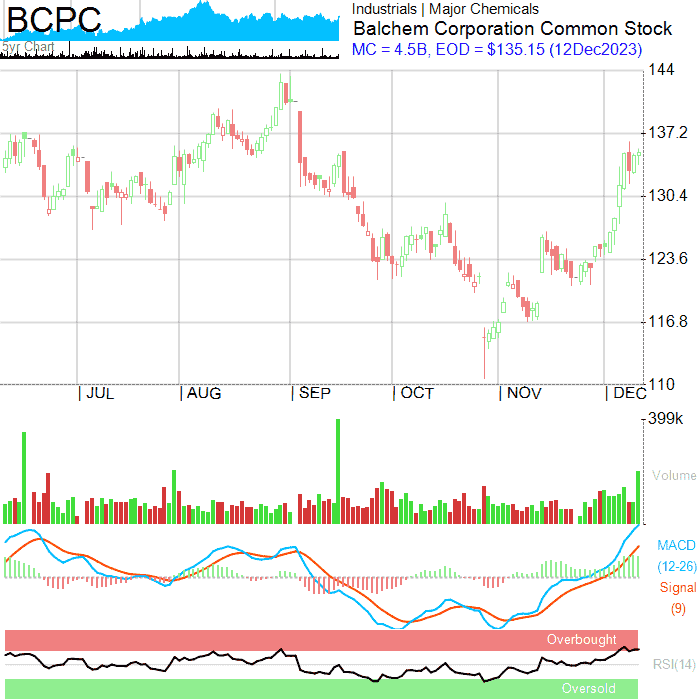 BCPC
5yr Chart
Industrials | Major Chemicals
Balchem Corporation Common Stock
MC = 4.5B, EOD = $135.15 (12Dec2023)
144
137.2
130.4
123.6
116.8
110
JUL AUG SEP OCT NOV DEC
399k
Volume
MACD
(12-26)
Signal
(9)
Overbought
RSI(14)
Oversold